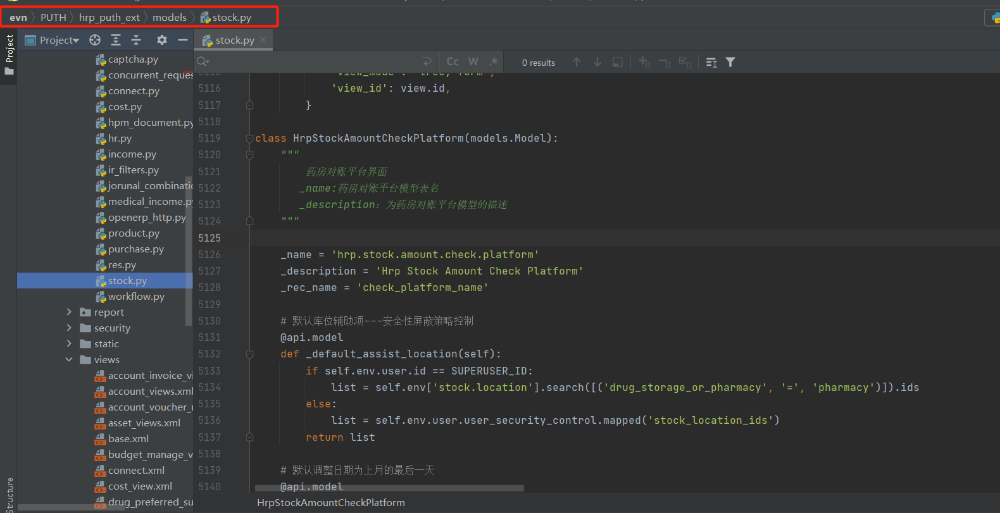 evn PUTH hrp_puth_ext models stock.py
Project
Project
stock.py
captcha.py
concurrent_reques
connect.py
cost.py
hpm_document.py
hr.py
income.py
ir_filters.py
jorunal_combinatic
medical_income.py
openerp_http.py
product.py
purchase.py
res.py
stock.py
workflow.py
report
security
static
views
account_invoice_vi
account_views.xml
account_voucher_
asset_views.xml
base.xml
budget_manage_v
connect.xml
cost_view.xml
drug_preferred_su
Structure
Cc W .* 0 results
5116 'view_id': view.id,
5117 }
5118
5119 class HrpStockAmountCheckPlatform(models.Model):
5120 """
5121 药房对账平台界面
5122 _name:药房对账平台模型表名
5123 _description：为药房对账平台模型的描述
5124 """
5125
5126 _name = 'hrp.stock.amount.check.platform'
5127 _description = 'Hrp Stock Amount Check Platform'
5128 _rec_name = 'check_platform_name'
5129
5130 # 默认库位辅助项---安全性屏蔽策略控制
5131 @api.model
5132 def _default_assist_location(self):
5133 if self.env.user.id == SUPERUSER_ID:
5134 list = self.env['stock.location'].search([('drug_storage_or_pharmacy', '=', 'pharmacy')]).ids
5135 else:
5136 list = self.env.user.user_security_control.mapped('stock_location_ids')
5137 return list
5138
5139 # 默认调整日期为上月的最后一天
5140 @api.model
HrpStockAmountCheckPlatform